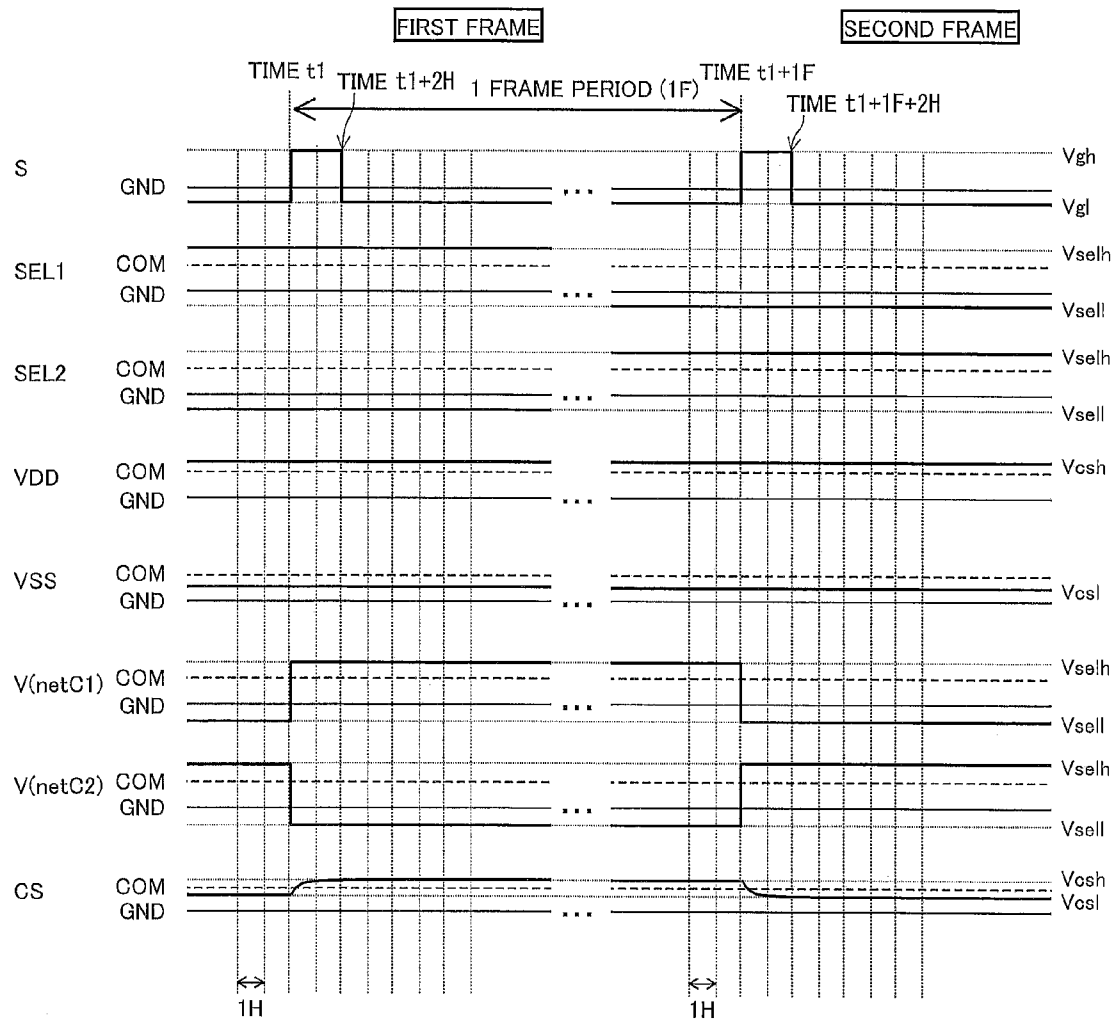 FIRST FRAME
SECOND FRAME
TIME t1
TIME t1+2H
1 FRAME PERIOD (1F)
TIME t1+1F
TIME t1+1F+2H
S
GND
...
Vgh
Vgl
SEL1
COM
GND
...
Vselh
Vsell
SEL2
COM
GND
...
Vselh
Vsell
VDD
COM
GND
...
Vcsh
VSS
COM
GND
...
Vcsl
V(netC1)
COM
GND
...
Vselh
Vsell
V(netC2)
COM
GND
...
Vselh
Vsell
CS
COM
GND
...
Vcsh
Vcsl
1H
1H